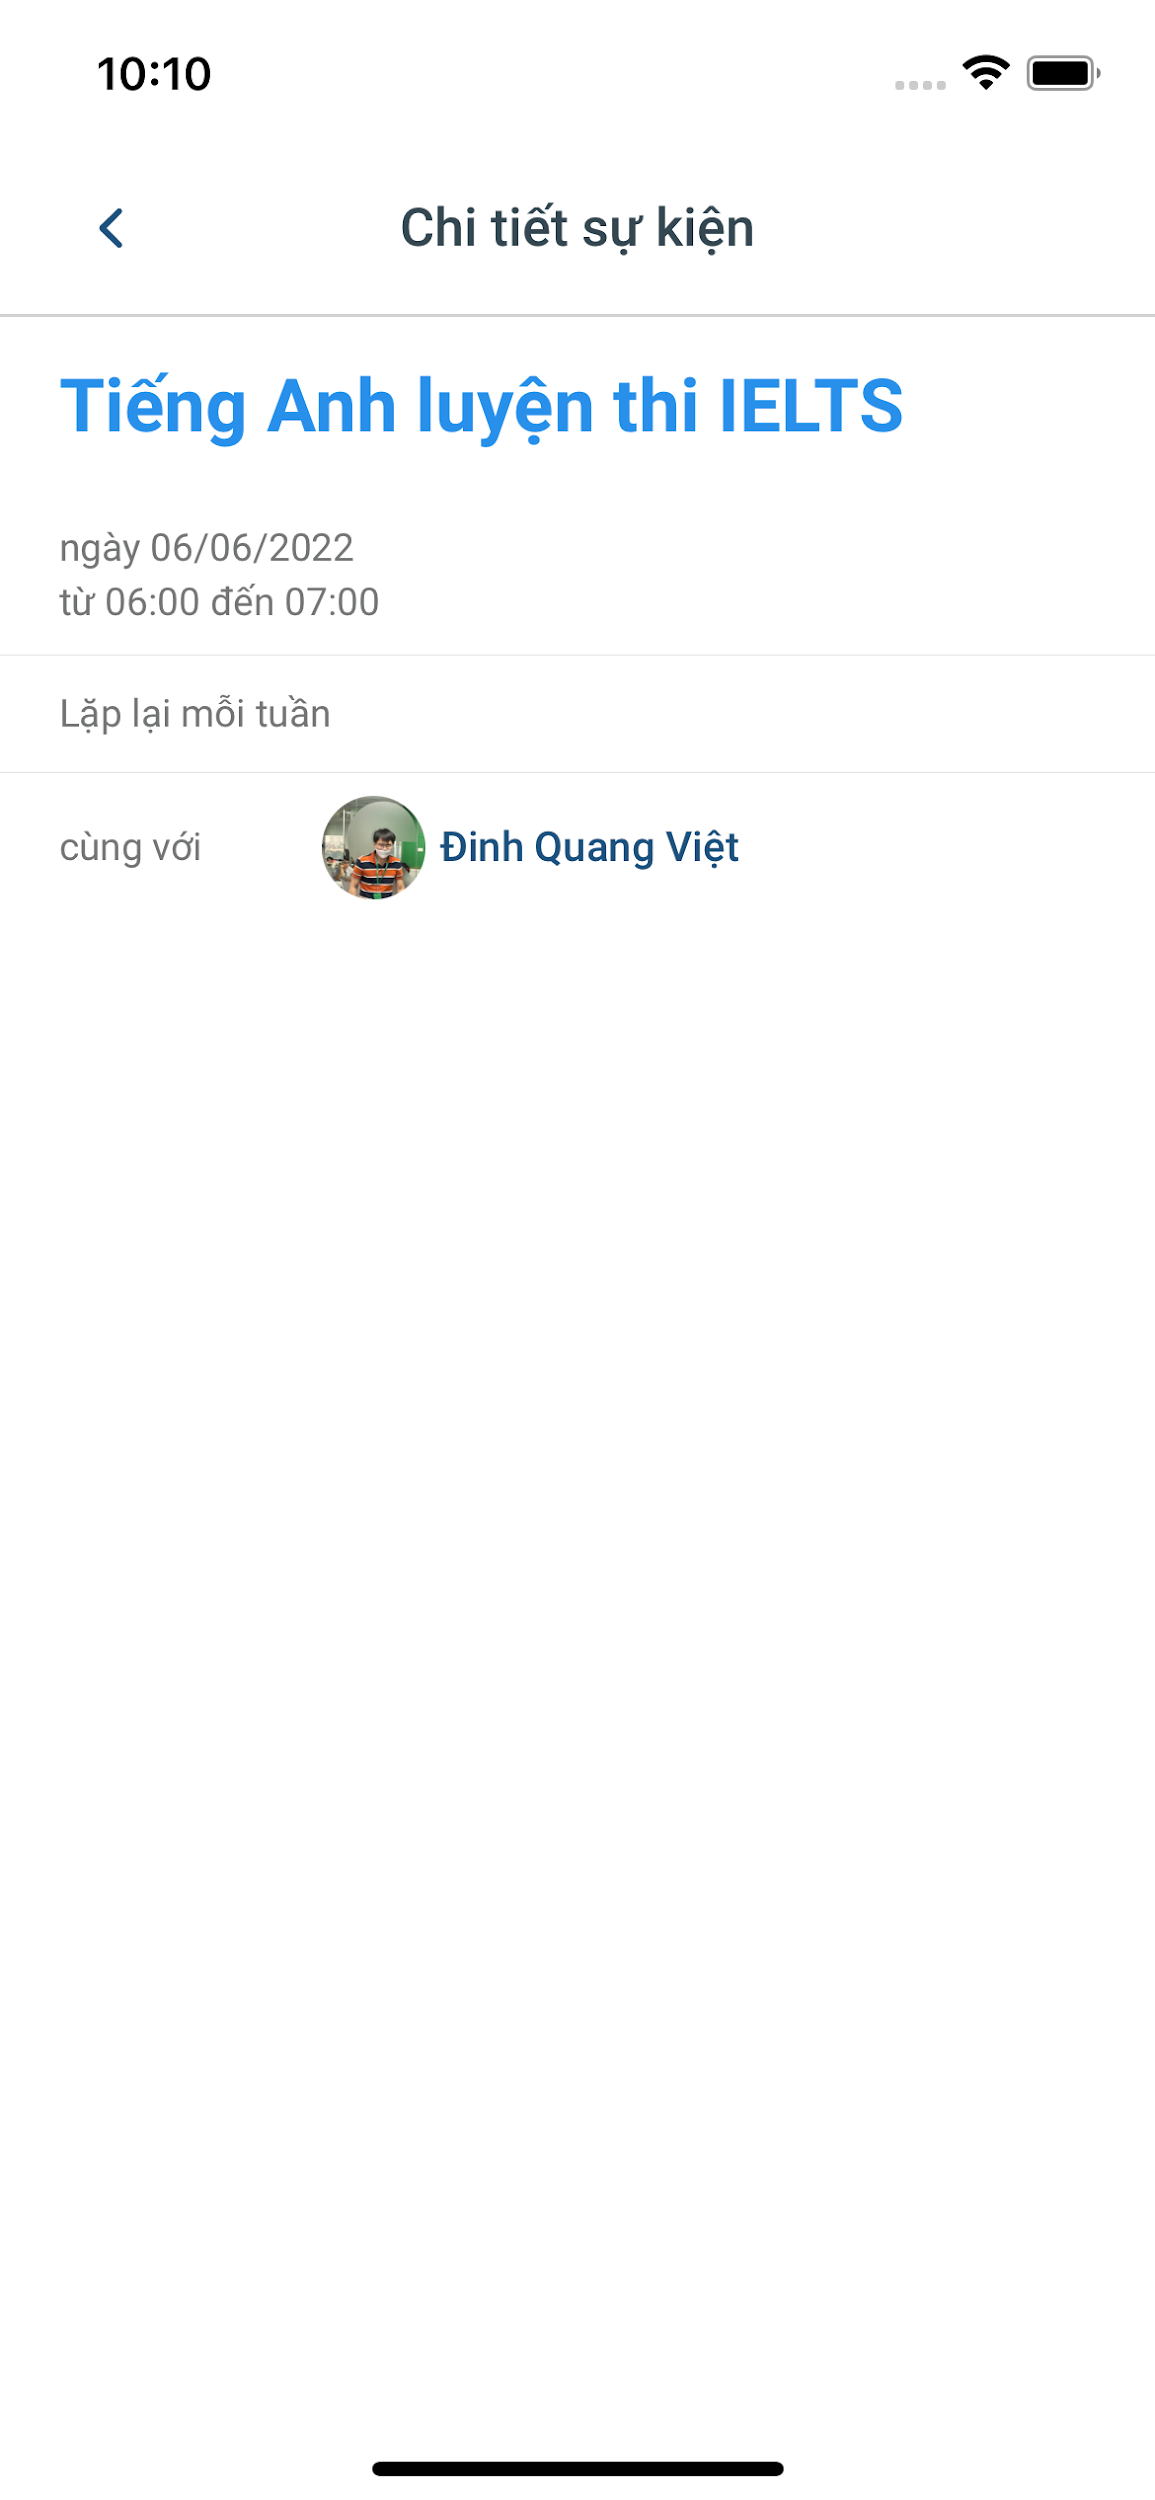 10:10
Chi tiết sự kiện
Tiếng Anh luyện thi IELTS
ngày 06/06/2022
từ 06:00 đến 07:00
Lặp lại mỗi tuần
cùng với Đinh Quang Việt